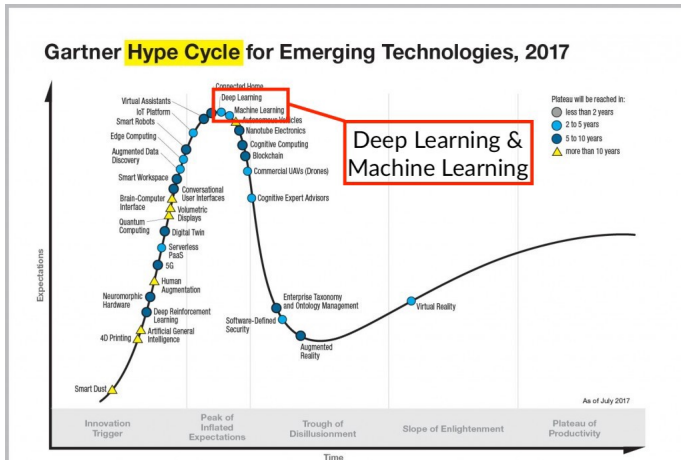 Gartner Hype Cycle for Emerging Technologies, 2017
Plateau will be reached in:
less than 2 years
2 to 5 years
5 to 10 years
more than 10 years
Connected Home
Deep Learning
Machine Learning
Autonomous Vehicles
Nanotube Electronics
Cognitive Computing
Blockchain
Commercial UAVs (Drones)
Cognitive Expert Advisors
Deep Learning &
Machine Learning
Virtual Assistants
IoT Platform
Smart Robots
Edge Computing
Augmented Data
Discovery
Smart Workspace
Conversational
User Interfaces
Brain-Computer
Interface
Volumetric
Displays
Quantum
Computing
Digital Twin
Serverless
PaaS
5G
Human
Augmentation
Neuromorphic
Hardware
Deep Reinforcement
Learning
Artificial General
Intelligence
4D Printing
Smart Dust
Enterprise Taxonomy
and Ontology Management
Software-Defined
Security
Augmented
Reality
Virtual Reality
Expectations
As of July 2017
Innovation
Trigger
Peak of
Inflated
Expectations
Trough of
Disillusionment
Slope of Enlightenment
Plateau of
Productivity
Time